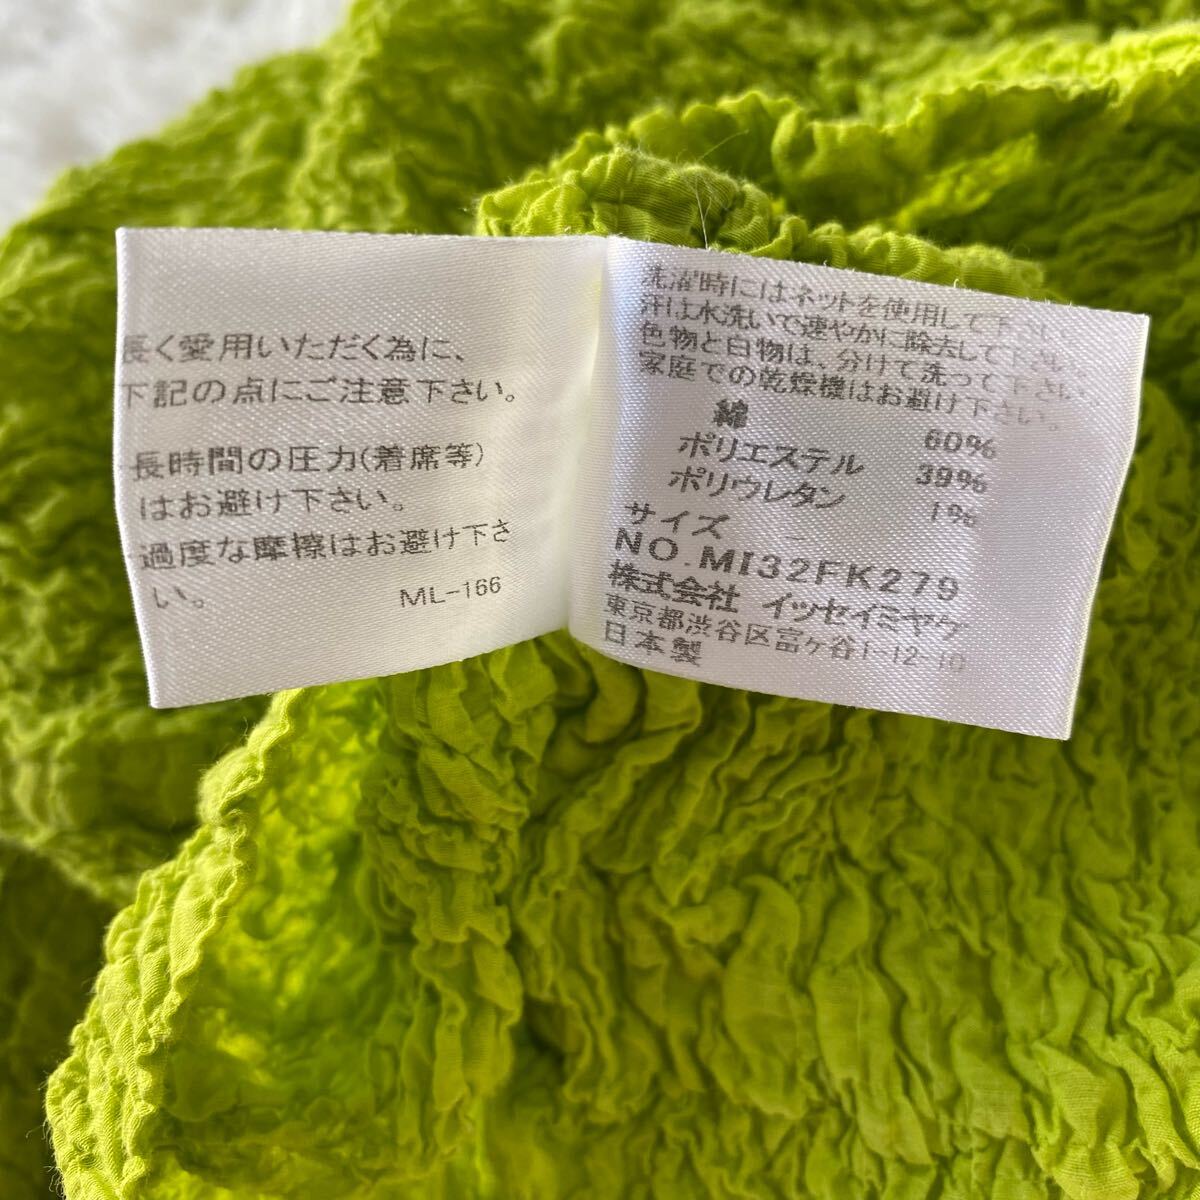 長く愛用いただく為に、
下記の点にご注意下さい。
長時間の圧力(着席等)
はお避け下さい。
過度な摩擦はお避け下さ
い。
ML-166
洗濯時にはネットを使用して下さい。
汗は水洗いで速やかに除去して下さい。
色物と白物は、分けて洗って下さい。
家庭での乾燥機はお避け下さい。
綿 60%
ポリエステル 39%
ポリウレタン 1%
サイズ -
NO.MI32FK279
株式会社 イッセイミヤケ
東京都渋谷区富ヶ谷1-12-10
日本製